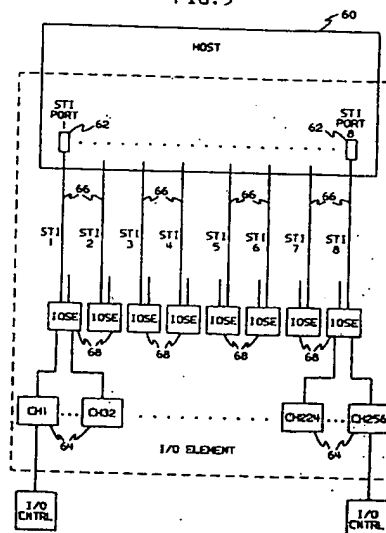 FIG.3
60
HOST
STI
PORT
1
62
62
STI
PORT
8
66
66
66
66
STI
1
STI
2
STI
3
STI
4
STI
5
STI
6
STI
7
STI
8
IOSE
IOSE
IOSE
IOSE
IOSE
IOSE
IOSE
IOSE
68
68
68
68
CH1
CH32
CH224
CH256
64
64
I/O ELEMENT
I/O
CNTRL
I/O
CNTRL